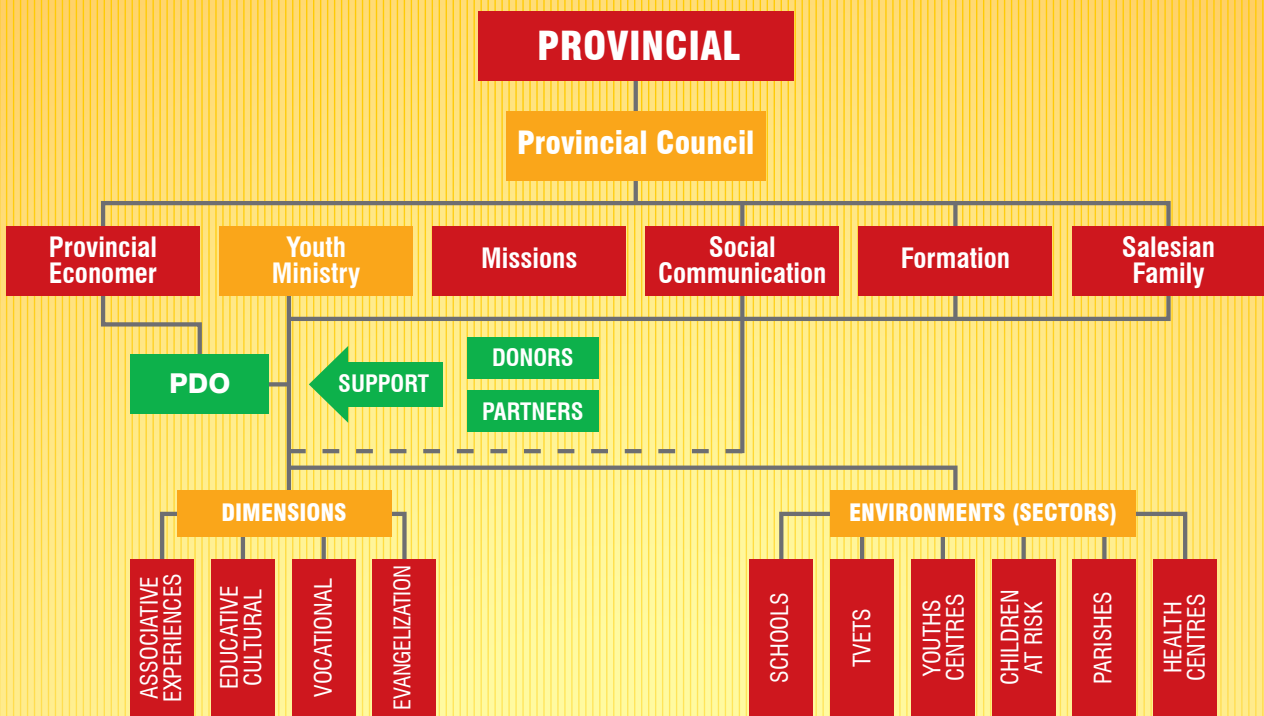 PROVINCIAL
Provincial Council
Provincial
Economer
Youth
Ministry
Missions
Social
Communication
Formation
Salesian
Family
PDO
SUPPORT
DONORS
PARTNERS
DIMENSIONS
ENVIRONMENTS (SECTORS)
ASSOCIATIVE
EXPERIENCES
EDUCATIVE
CULTURAL
VOCATIONAL
EVANGELIZATION
SCHOOLS
TVETS
YOUTHS
CENTRES
CHILDREN
AT RISK
PARISHES
HEALTH
CENTRES